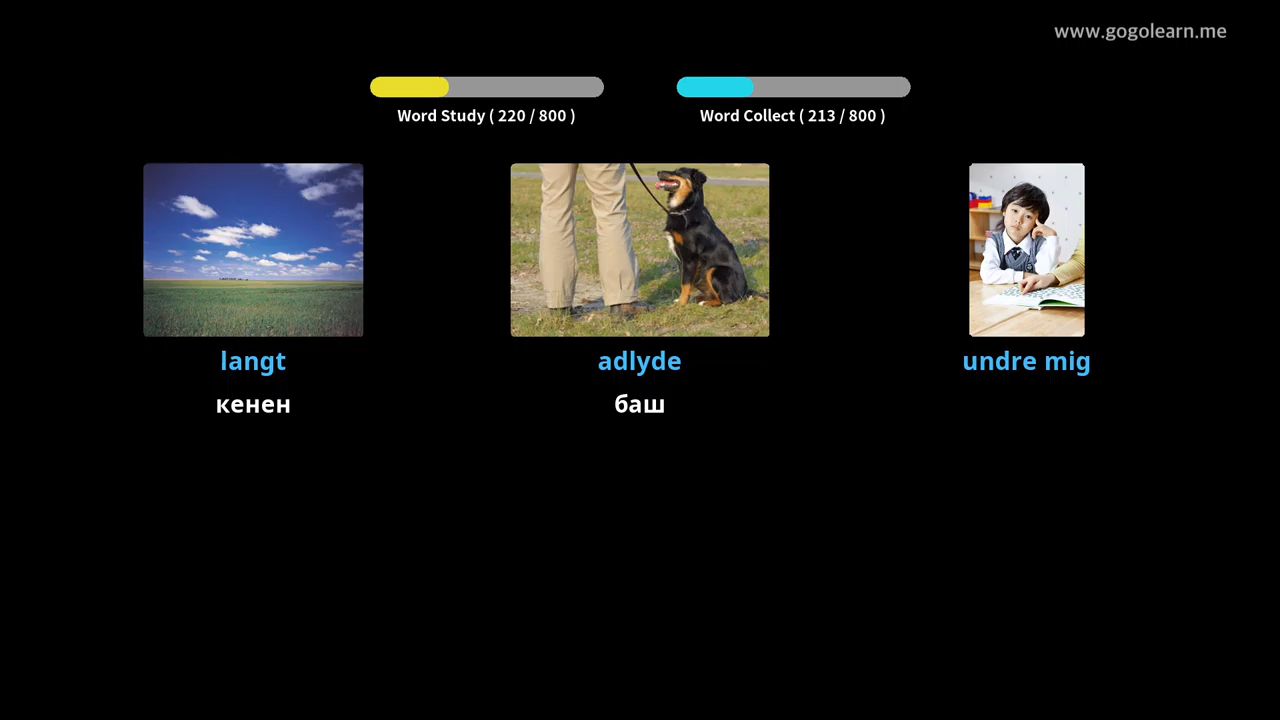 www.gogolearn.me
Word Study ( 220 / 800 )
Word Collect ( 213 / 800 )
langt
adlyde
undre mig
кенен
баш